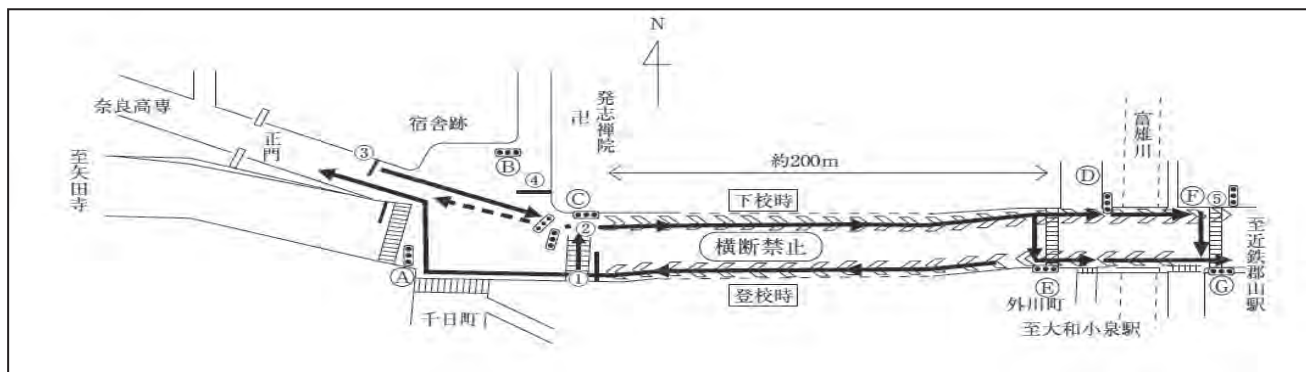 N
奈良高専
正門
至矢田寺
宿舎跡
卍
発志禅院
約200m
富雄川
③
④
Ⓑ
Ⓒ
②
①
Ⓐ
千日町
下校時
横断禁止
登校時
Ⓓ
Ⓕ
⑤
Ⓔ
Ⓖ
外川町
至大和小泉駅
至近鉄郡山駅